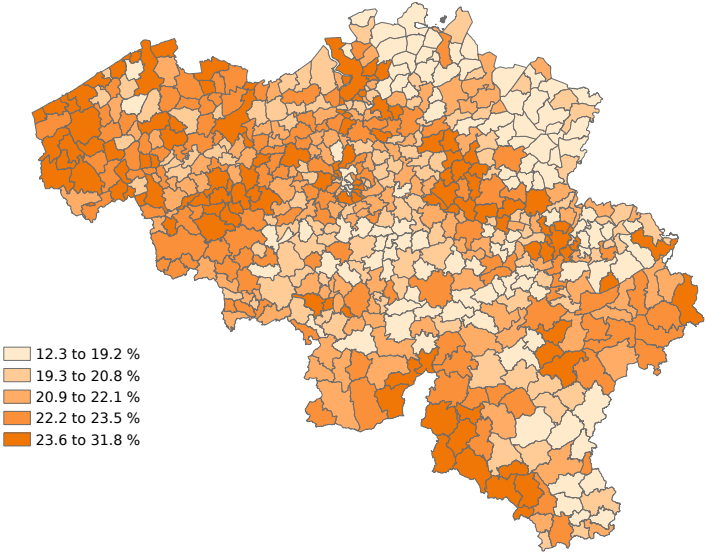 12.3 to 19.2 %
19.3 to 20.8 %
20.9 to 22.1 %
22.2 to 23.5 %
23.6 to 31.8 %